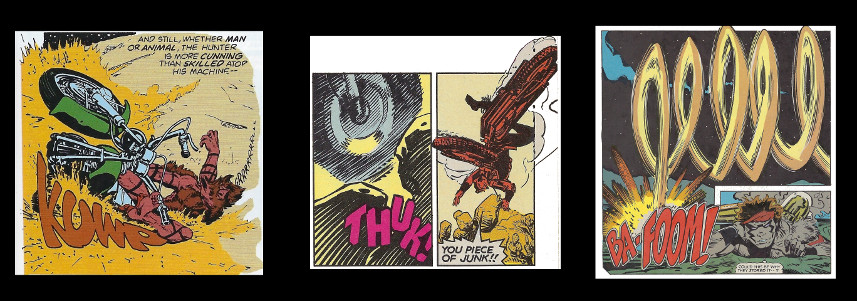 AND STILL, WHETHER MAN
OR ANIMAL, THE HUNTER
IS MORE CUNNING
THAN SKILLED ATOP
HIS MACHINE--
THUK!
YOU PIECE
OF JUNK!!
BA-FOOM!